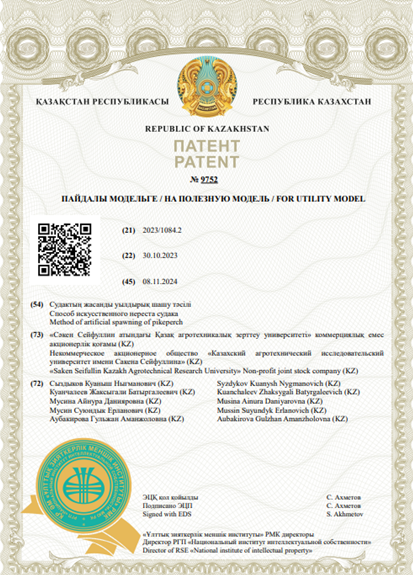 ҚАЗАҚСТАН РЕСПУБЛИКАСЫ РЕСПУБЛИКА КАЗАХСТАН
REPUBLIC OF KAZAKHSTAN
ПАТЕНТ
PATENT
№ 9752
ПАЙДАЛЫ МОДЕЛЬГЕ / НА ПОЛЕЗНУЮ МОДЕЛЬ / FOR UTILITY MODEL
(21) 2023/1084.2
(22) 30.10.2023
(45) 08.11.2024
(54) Судактың жасанды уылдырық шашу тәсілі
Способ искусственного нереста судака
Method of artificial spawning of pikeperch
(73) «Сәкен Сейфуллин атындағы Қазақ агротехникалық зерттеу университеті» коммерциялық емес
акционерлік қоғамы (KZ)
Некоммерческое акционерное общество «Казахский агротехнический исследовательский
университет имени Сакена Сейфуллина» (KZ)
«Saken Seifullin Kazakh Agrotechnical Research University» Non-profit joint stock company (KZ)
(72) Сыздыков Куаныш Ныгманович (KZ) Syzdykov Kuanysh Nygmanovich (KZ)
Куанчалеев Жаксыгали Батыргалеевич (KZ) Kuanchaleev Zhaksygali Batyrgaleevich (KZ)
Мусина Айнура Данияровна (KZ) Musina Ainura Daniyarovna (KZ)
Мусин Суюндык Ерланович (KZ) Mussin Suyundyk Erlanovich (KZ)
Аубакирова Гульжан Аманжоловна (KZ) Aubakirova Gulzhan Amanzholovna (KZ)
ЭЦҚ қол қойылды С. Ахметов
Подписано ЭЦП С. Ахметов
Signed with EDS S. Akhmetov
«Ұлттық зияткерлік меншік институты» РМК директоры
Директор РГП «Национальный институт интеллектуальной собственности»
Director of RSE «National institute of intellectual property»